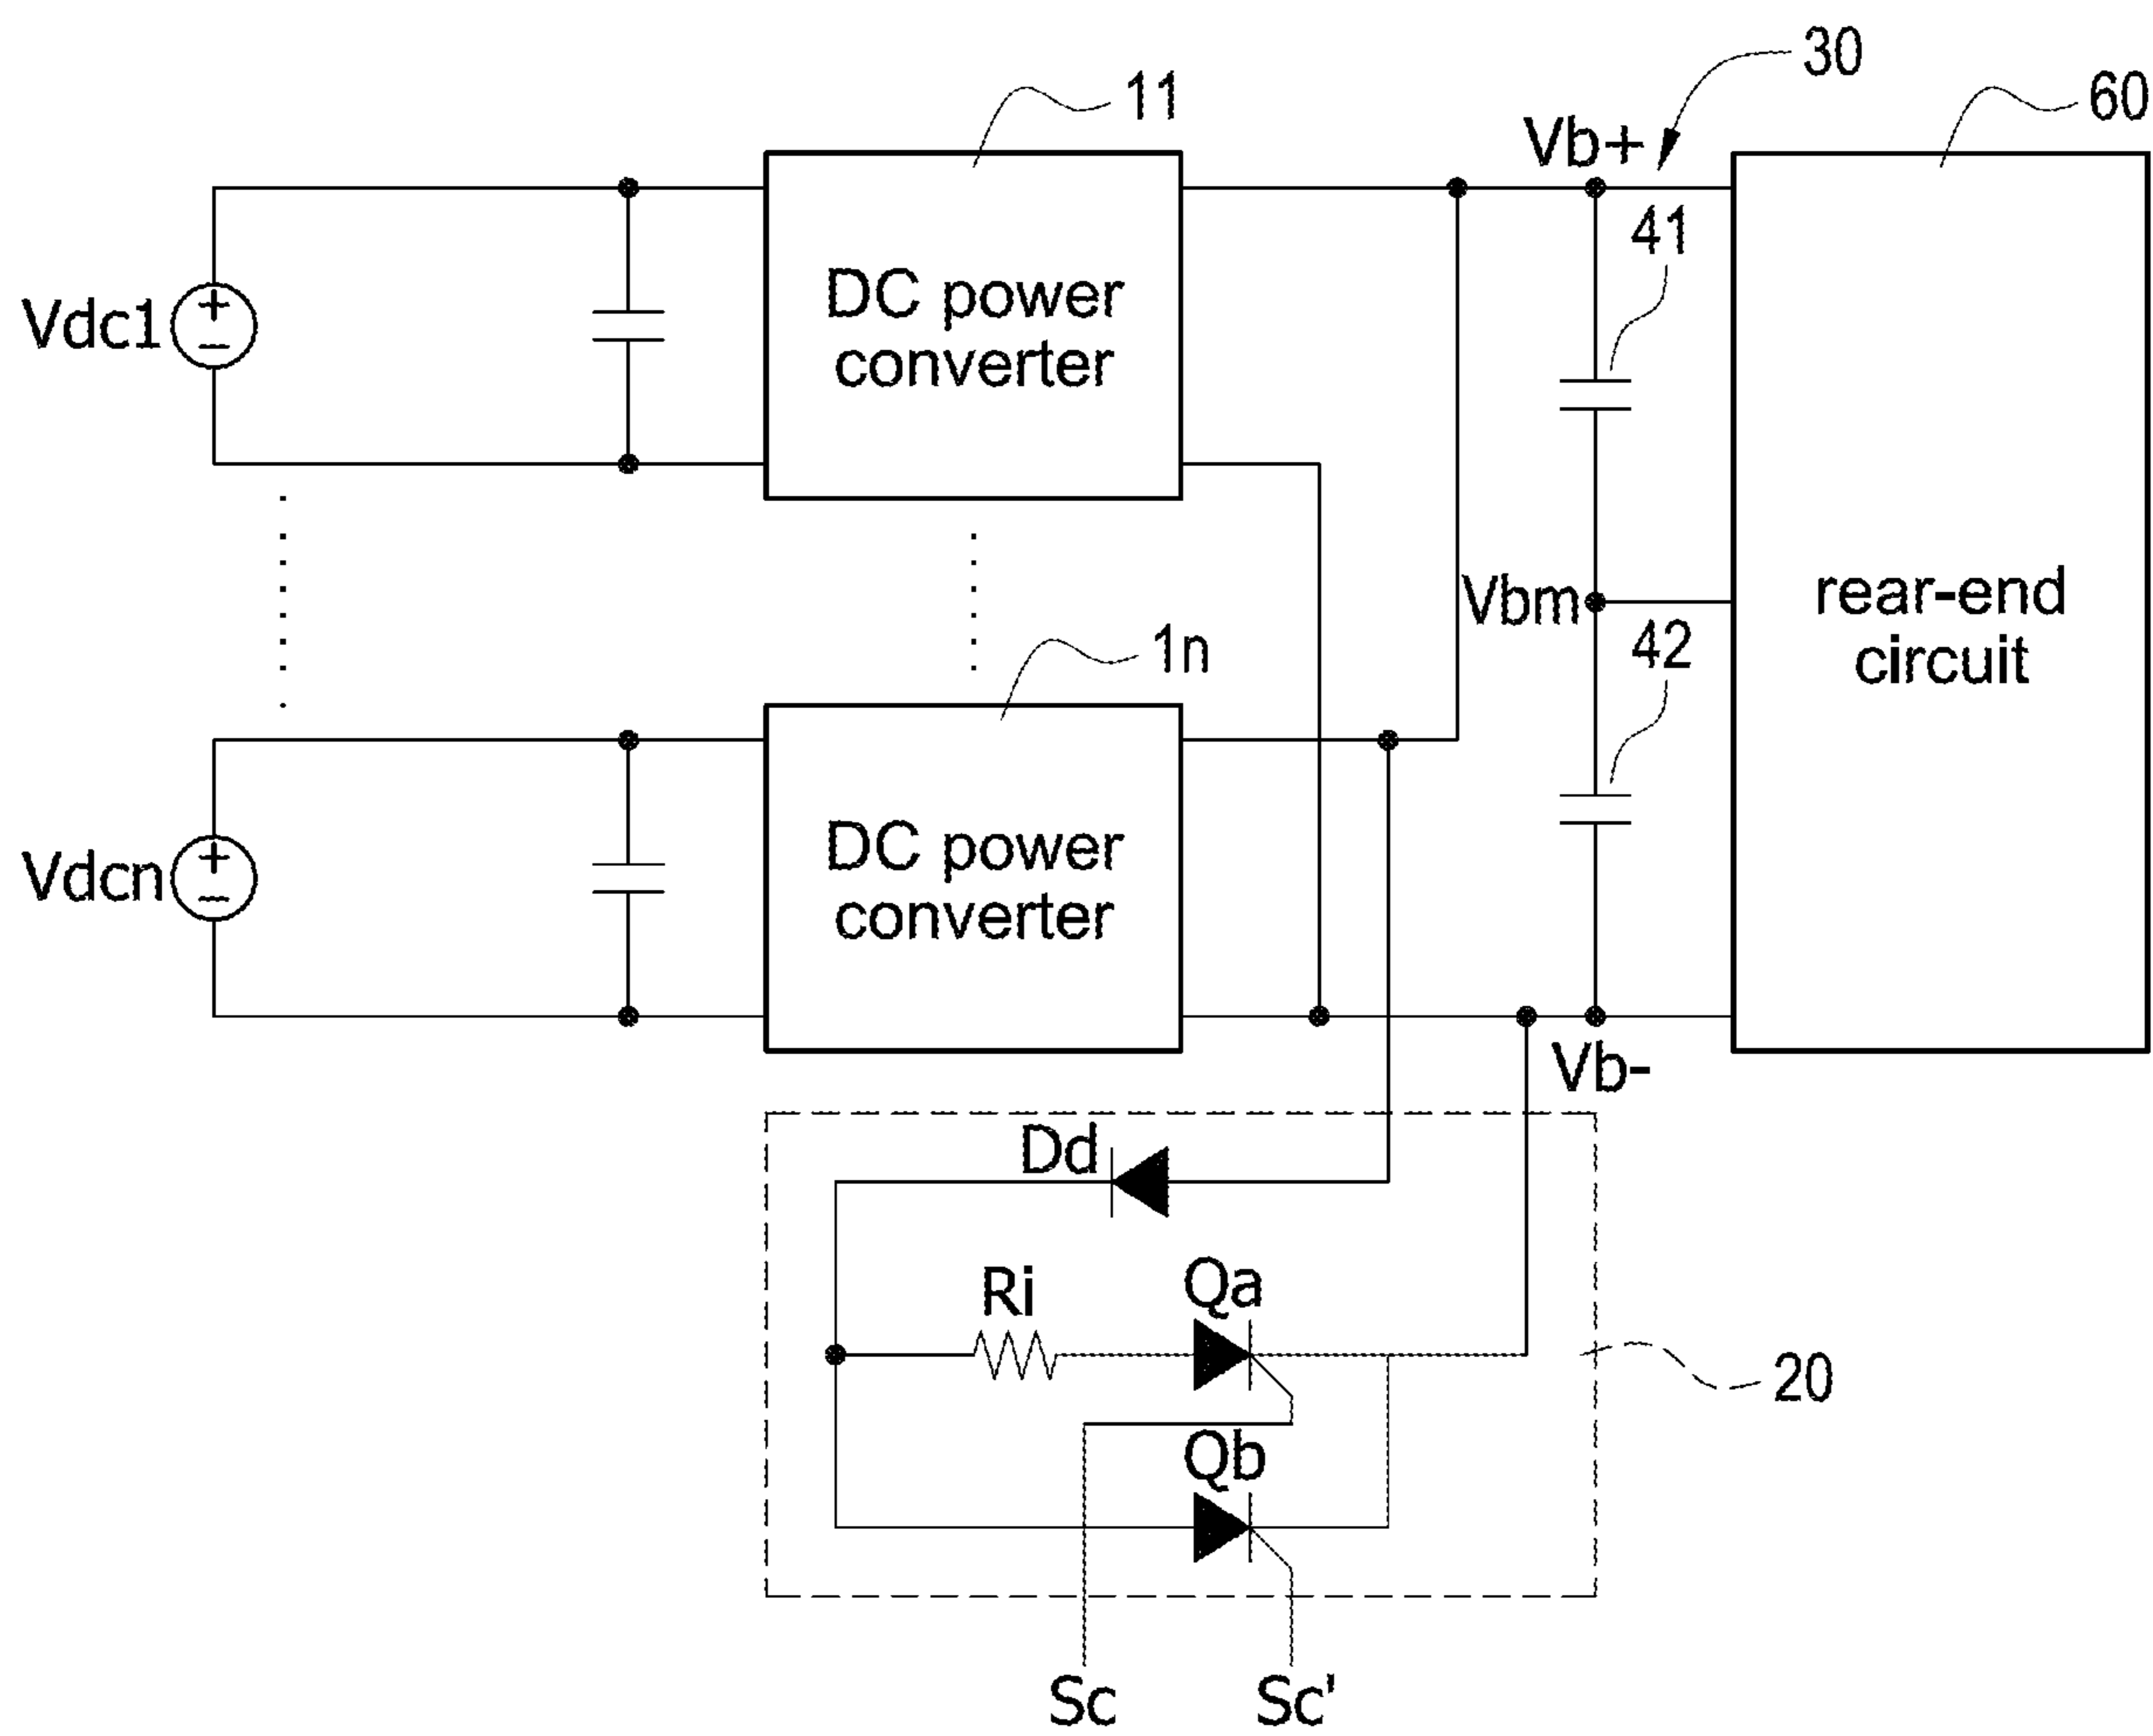 30
11
60
Vb+
41
DC power
converter
Vdc1
Vbm
rear-end
circuit
42
1n
DC power
converter
Vdcn
Vb-
Dd
Ri
Qa
20
Qb
Sc
Sc'